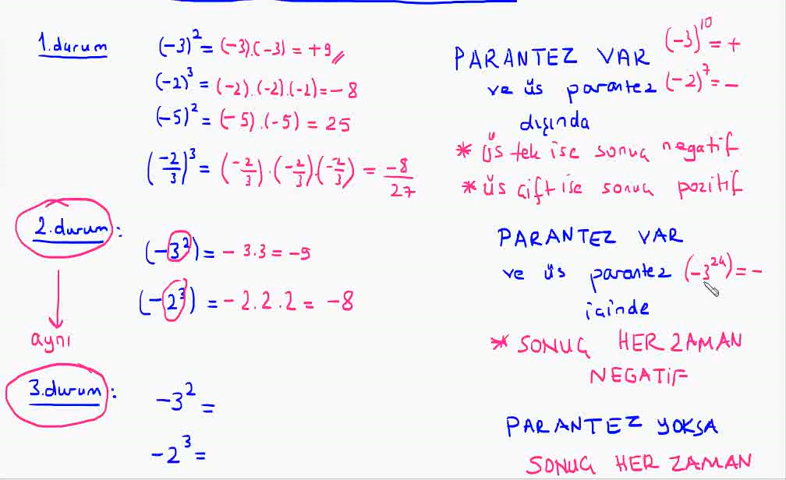 1.durum
(-3)² = (-3).(-3) = +9
(-2)³ = (-2).(-2).(-2) = -8
(-5)² = (-5).(-5) = 25
(-2/3)³ = (-2/3).(-2/3)(-2/3) = -8/27
PARANTEZ VAR (-3)¹⁰ = +
ve üs parantez (-2)⁷ = -
dışında
* üs tek ise sonuç negatif
* üs çift ise sonuç pozitif
2.durum:
(-3²) = -3.3 = -9
(-2³) = -2.2.2 = -8
PARANTEZ VAR
ve üs parantez (-3²⁴) = -
içinde
* SONUÇ HER ZAMAN
NEGATİF
aynı
3.durum:
-3² =
-2³ =
PARANTEZ YOKSA
SONUÇ HER ZAMAN